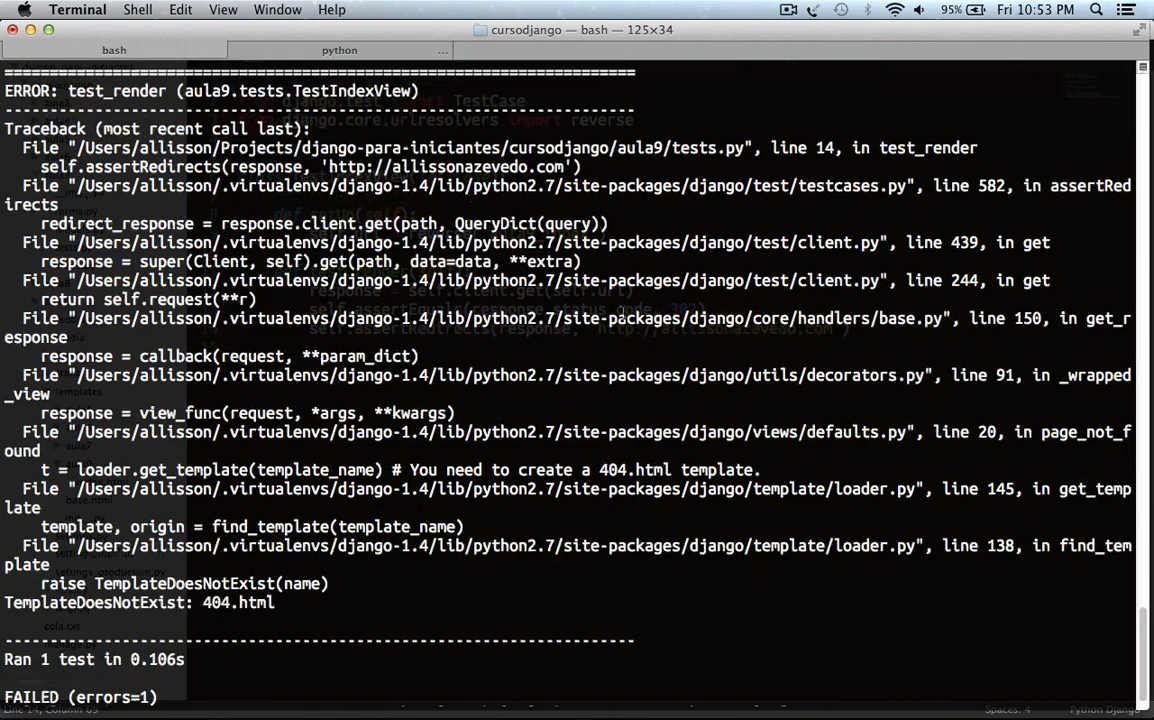 Terminal Shell Edit View Window Help 95% Fri 10:53 PM
cursodjango — bash — 125×34
bash python ...
======================================================================
ERROR: test_render (aula9.tests.TestIndexView)
----------------------------------------------------------------------
Traceback (most recent call last):
  File "/Users/allisson/Projects/django-para-iniciantes/cursodjango/aula9/tests.py", line 14, in test_render
    self.assertRedirects(response, 'http://allissonazevedo.com')
  File "/Users/allisson/.virtualenvs/django-1.4/lib/python2.7/site-packages/django/test/testcases.py", line 582, in assertRed
irects
    redirect_response = response.client.get(path, QueryDict(query))
  File "/Users/allisson/.virtualenvs/django-1.4/lib/python2.7/site-packages/django/test/client.py", line 439, in get
    response = super(Client, self).get(path, data=data, **extra)
  File "/Users/allisson/.virtualenvs/django-1.4/lib/python2.7/site-packages/django/test/client.py", line 244, in get
    return self.request(**r)
  File "/Users/allisson/.virtualenvs/django-1.4/lib/python2.7/site-packages/django/core/handlers/base.py", line 150, in get_r
esponse
    response = callback(request, **param_dict)
  File "/Users/allisson/.virtualenvs/django-1.4/lib/python2.7/site-packages/django/utils/decorators.py", line 91, in _wrapped
_view
    response = view_func(request, *args, **kwargs)
  File "/Users/allisson/.virtualenvs/django-1.4/lib/python2.7/site-packages/django/views/defaults.py", line 20, in page_not_f
ound
    t = loader.get_template(template_name) # You need to create a 404.html template.
  File "/Users/allisson/.virtualenvs/django-1.4/lib/python2.7/site-packages/django/template/loader.py", line 145, in get_temp
late
    template, origin = find_template(template_name)
  File "/Users/allisson/.virtualenvs/django-1.4/lib/python2.7/site-packages/django/template/loader.py", line 138, in find_tem
plate
    raise TemplateDoesNotExist(name)
TemplateDoesNotExist: 404.html
cola.txt
----------------------------------------------------------------------
manage.py
Ran 1 test in 0.106s
FAILED (errors=1)
Spaces: 4 Python Django